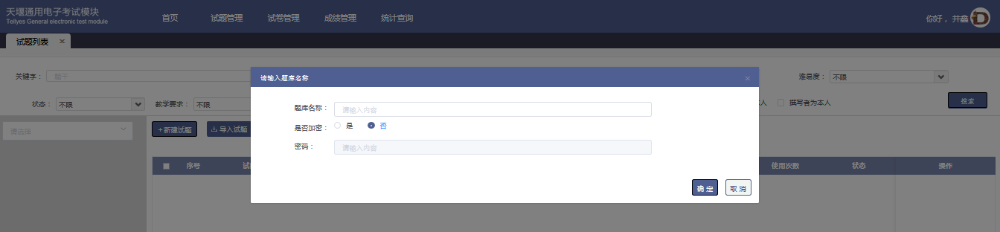 天堰通用电子考试模块
Tellyes General electronic test module
首页 试题管理 试卷管理 成绩管理 统计查询
你好， 井鑫
试题列表 ×
关键字： 题干
难易度： 不限
状态： 不限 教学要求： 不限
本人 撰写者为本人 搜索
请选择
+新建试题 导入试题
序号 试题 使用次数 状态 操作
请输入题库名称 ×
题库名称： 请输入内容
是否加密： 是 否
密码： 请输入内容
确定 取消